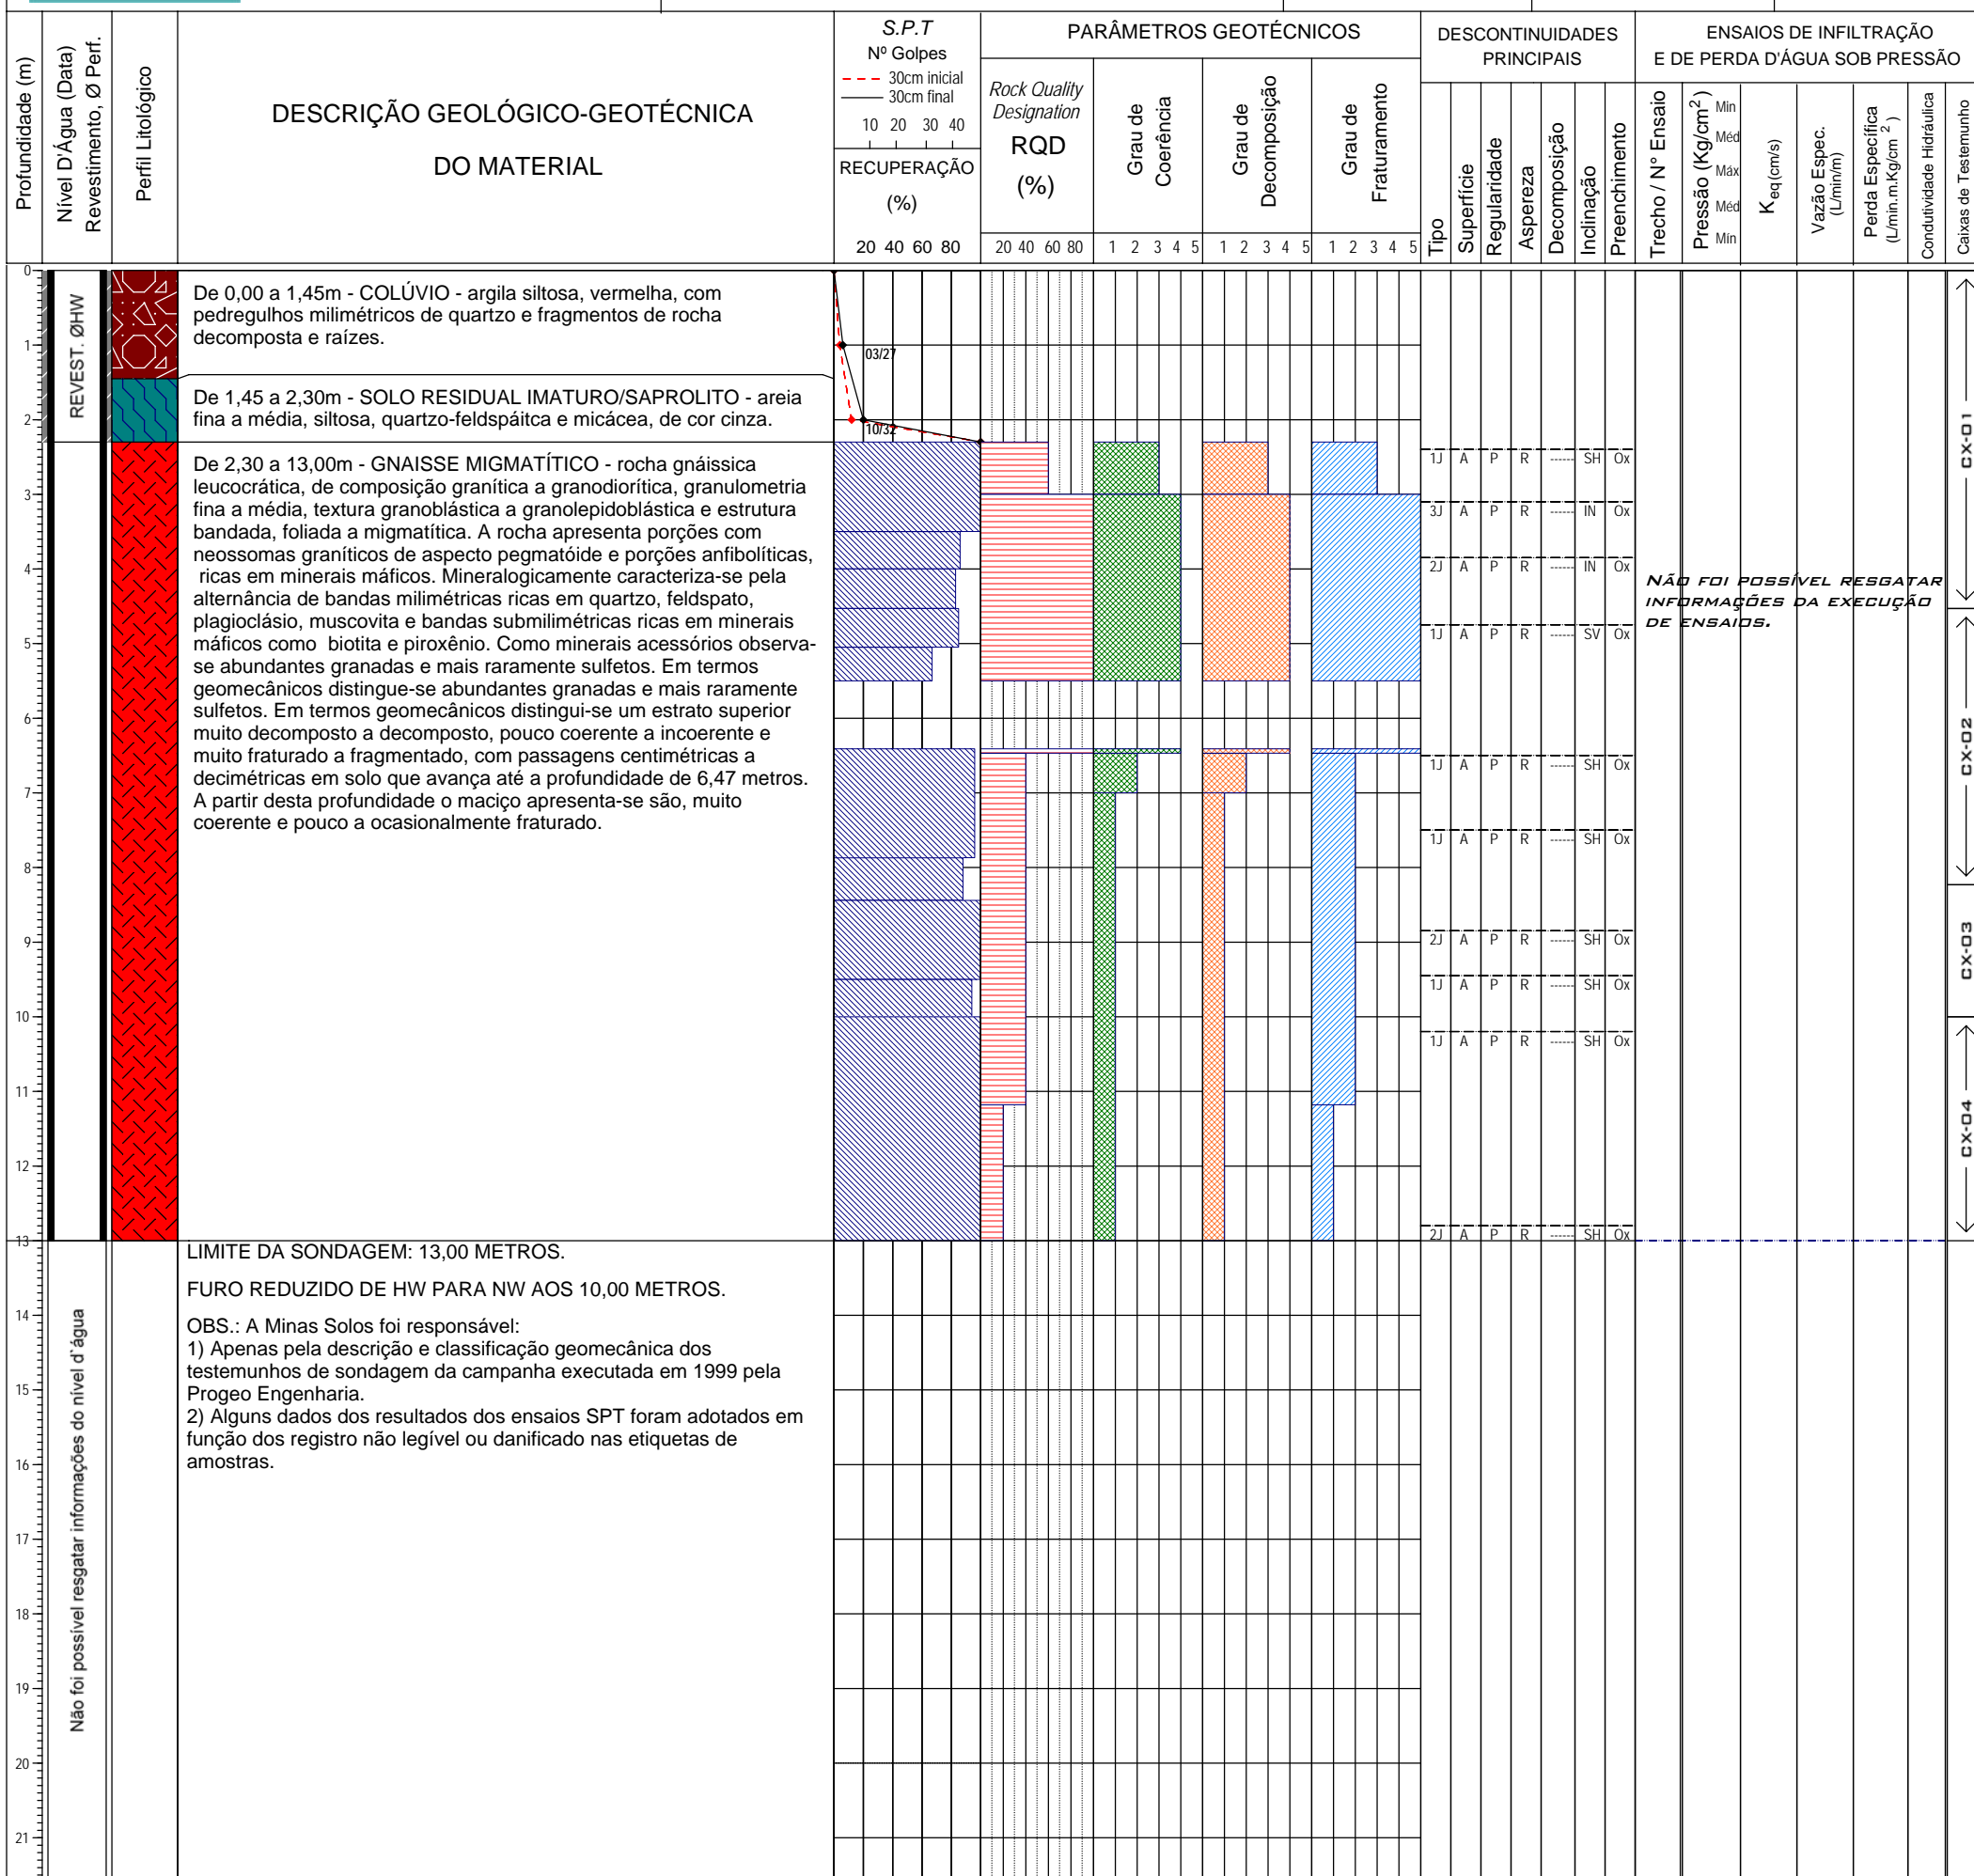 Profundidade (m)
Nível D'Água (Data)
Revestimento, Ø Perf.
Perfil Litológico
DESCRIÇÃO GEOLÓGICO-GEOTÉCNICA
DO MATERIAL
S.P.T
Nº Golpes
30cm inicial
30cm final
10 20 30 40
RECUPERAÇÃO
(%)
20 40 60 80
PARÂMETROS GEOTÉCNICOS
Rock Quality
Designation
RQD
(%)
20 40 60 80
Grau de
Coerência
1 2 3 4 5
Grau de
Decomposição
1 2 3 4 5
Grau de
Fraturamento
1 2 3 4 5
DESCONTINUIDADES
PRINCIPAIS
Tipo
Superfície
Regularidade
Aspereza
Decomposição
Inclinação
Preenchimento
ENSAIOS DE INFILTRAÇÃO
E DE PERDA D'ÁGUA SOB PRESSÃO
Trecho / N° Ensaio
Pressão (Kg/cm²)
Min
Méd
Máx
Méd
Mín
Keq(cm/s)
Vazão Espec.
(L/min/m)
Perda Específica
(L/min.m.Kg/cm²)
Condutividade Hidráulica
Caixas de Testemunho
0
1
2
3
4
5
6
7
8
9
10
11
12
13
14
15
16
17
18
19
20
21
REVEST. ØHW
Não foi possível resgatar informações do nível d`água
De 0,00 a 1,45m - COLÚVIO - argila siltosa, vermelha, com
pedregulhos milimétricos de quartzo e fragmentos de rocha
decomposta e raízes.
De 1,45 a 2,30m - SOLO RESIDUAL IMATURO/SAPROLITO - areia
fina a média, siltosa, quartzo-feldspáitca e micácea, de cor cinza.
De 2,30 a 13,00m - GNAISSE MIGMATÍTICO - rocha gnáissica
leucocrática, de composição granítica a granodiorítica, granulometria
fina a média, textura granoblástica a granolepidoblástica e estrutura
bandada, foliada a migmatítica. A rocha apresenta porções com
neossomas graníticos de aspecto pegmatóide e porções anfibolíticas,
ricas em minerais máficos. Mineralogicamente caracteriza-se pela
alternância de bandas milimétricas ricas em quartzo, feldspato,
plagioclásio, muscovita e bandas submilimétricas ricas em minerais
máficos como biotita e piroxênio. Como minerais acessórios observa-
se abundantes granadas e mais raramente sulfetos. Em termos
geomecânicos distingue-se abundantes granadas e mais raramente
sulfetos. Em termos geomecânicos distingui-se um estrato superior
muito decomposto a decomposto, pouco coerente a incoerente e
muito fraturado a fragmentado, com passagens centimétricas a
decimétricas em solo que avança até a profundidade de 6,47 metros.
A partir desta profundidade o maciço apresenta-se são, muito
coerente e pouco a ocasionalmente fraturado.
LIMITE DA SONDAGEM: 13,00 METROS.
FURO REDUZIDO DE HW PARA NW AOS 10,00 METROS.
OBS.: A Minas Solos foi responsável:
1) Apenas pela descrição e classificação geomecânica dos
testemunhos de sondagem da campanha executada em 1999 pela
Progeo Engenharia.
2) Alguns dados dos resultados dos ensaios SPT foram adotados em
função dos registro não legível ou danificado nas etiquetas de
amostras.
03/27
10/32
1J A P R ------ SH Ox
3J A P R ------ IN Ox
2J A P R ------ IN Ox
1J A P R ------ SV Ox
1J A P R ------ SH Ox
1J A P R ------ SH Ox
2J A P R ------ SH Ox
1J A P R ------ SH Ox
1J A P R ------ SH Ox
2J A P R ------ SH Ox
NÃO FOI POSSÍVEL RESGATAR
INFORMAÇÕES DA EXECUÇÃO
DE ENSAIOS.
CX-01
CX-02
CX-03
CX-04